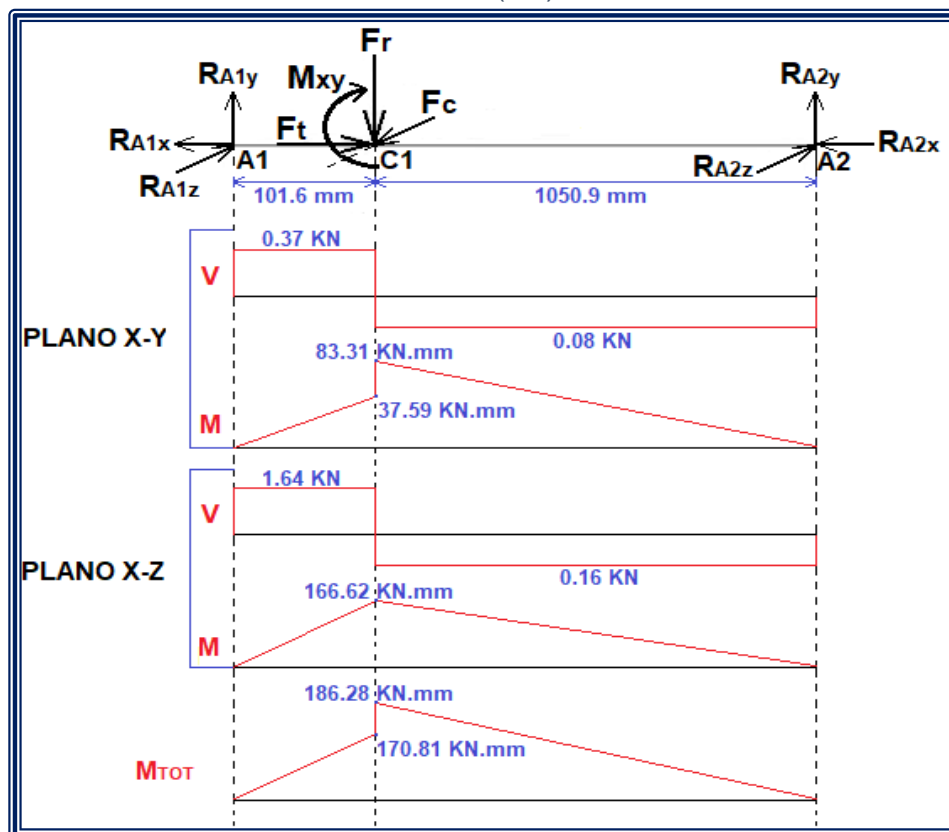 Fr
RA1y
Mxy
RA2y
Fc
RA1x
Ft
RA2x
A1
C1
A2
RA1z
RA2z
101.6 mm
1050.9 mm
0.37 KN
V
PLANO X-Y
0.08 KN
83.31 KN.mm
37.59 KN.mm
M
1.64 KN
V
PLANO X-Z
0.16 KN
166.62 KN.mm
M
186.28 KN.mm
170.81 KN.mm
MTOT